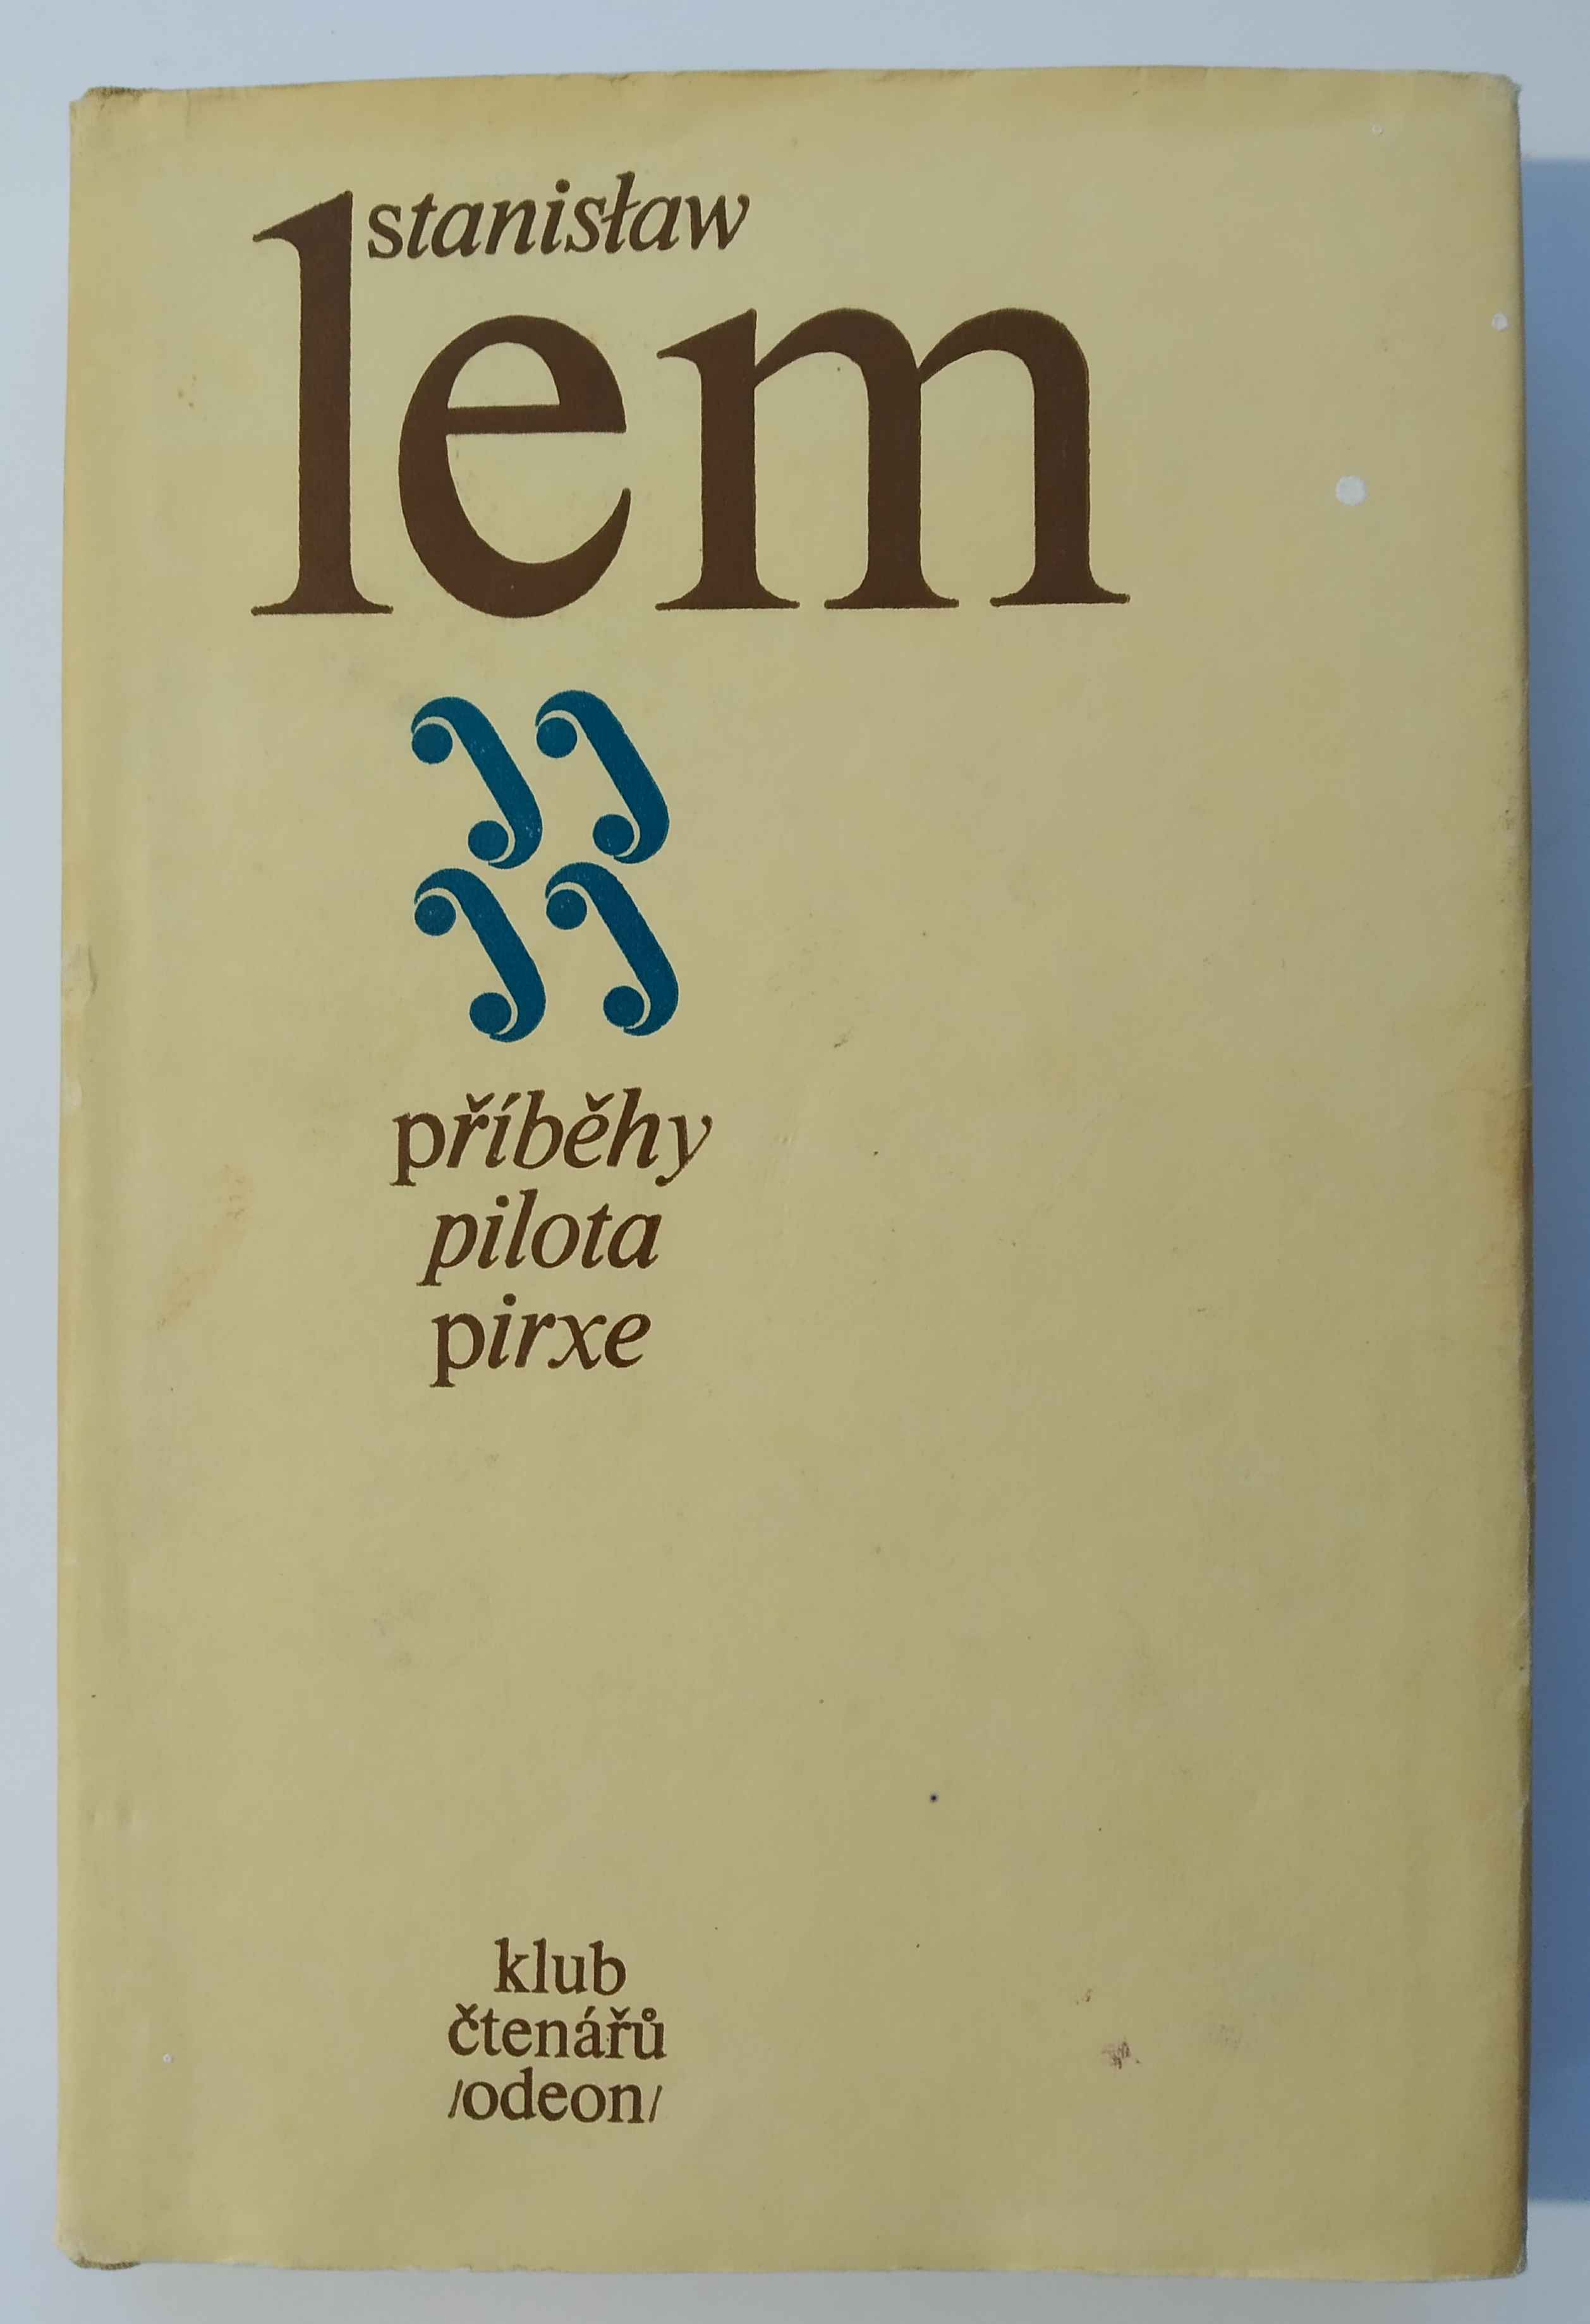 stanisław
lem
příběhy
pilota
pirxe
klub
čtenářů
/odeon/